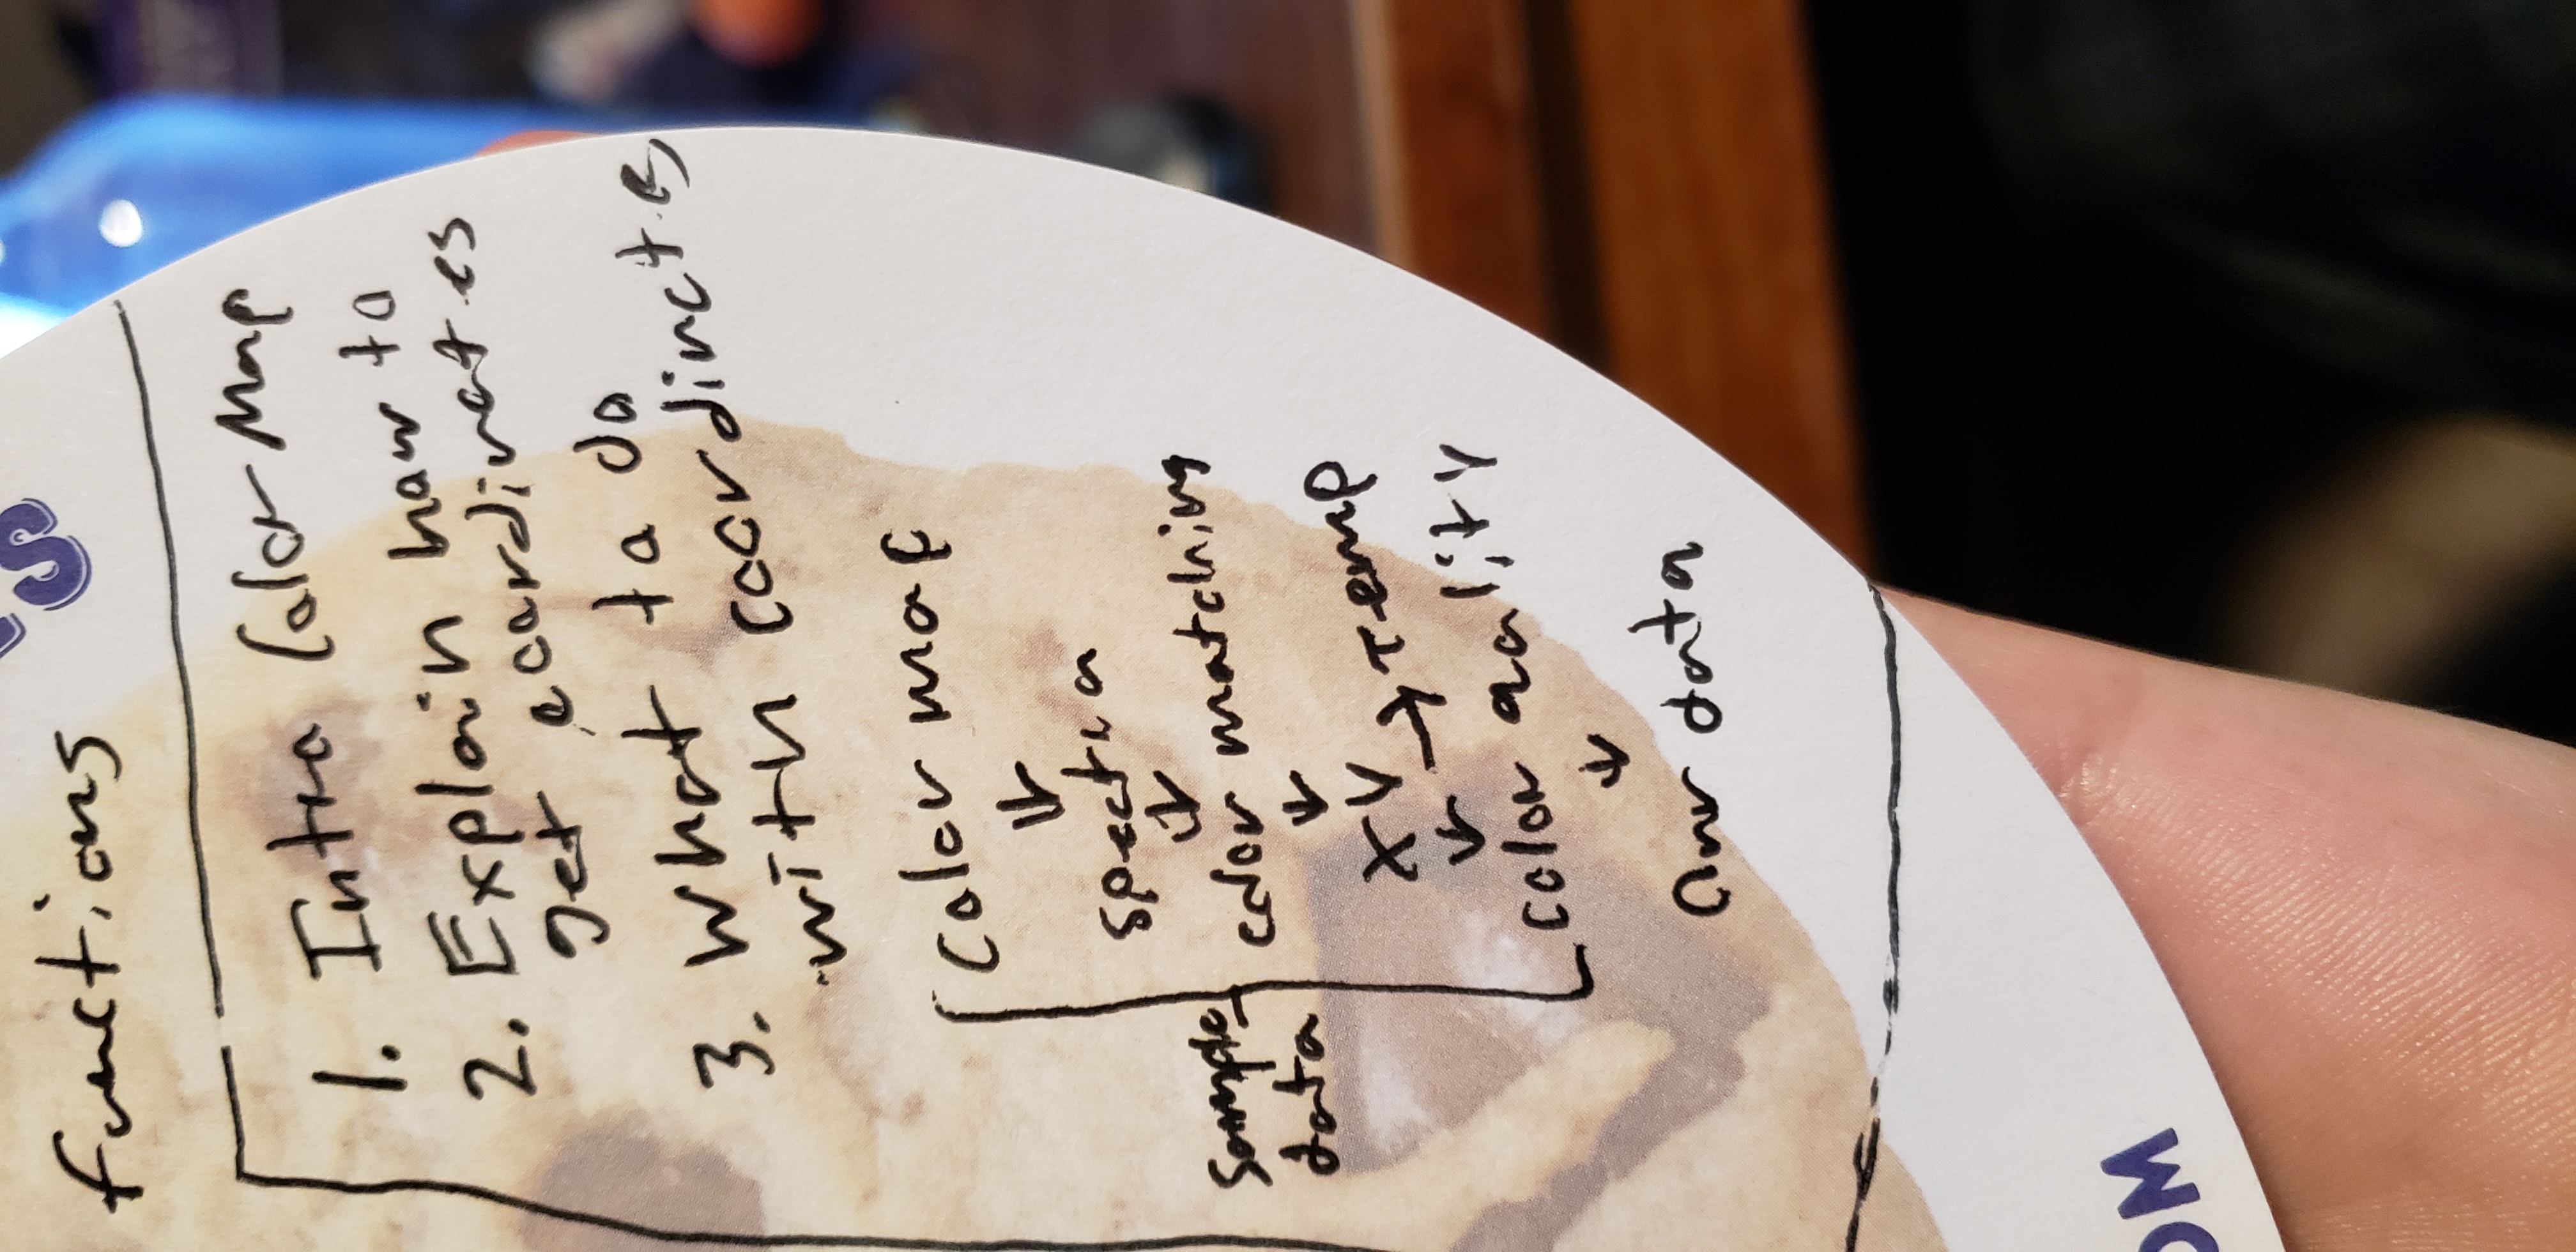 S
functions
1. Intro Color Map
2. Explain how to
get coordinates
3. What to do
with coordinates
Color map
↓
spectra
↓
color matching
Sample
data
↓
XY → Temp
↓
color qality
↓
Our data
OM